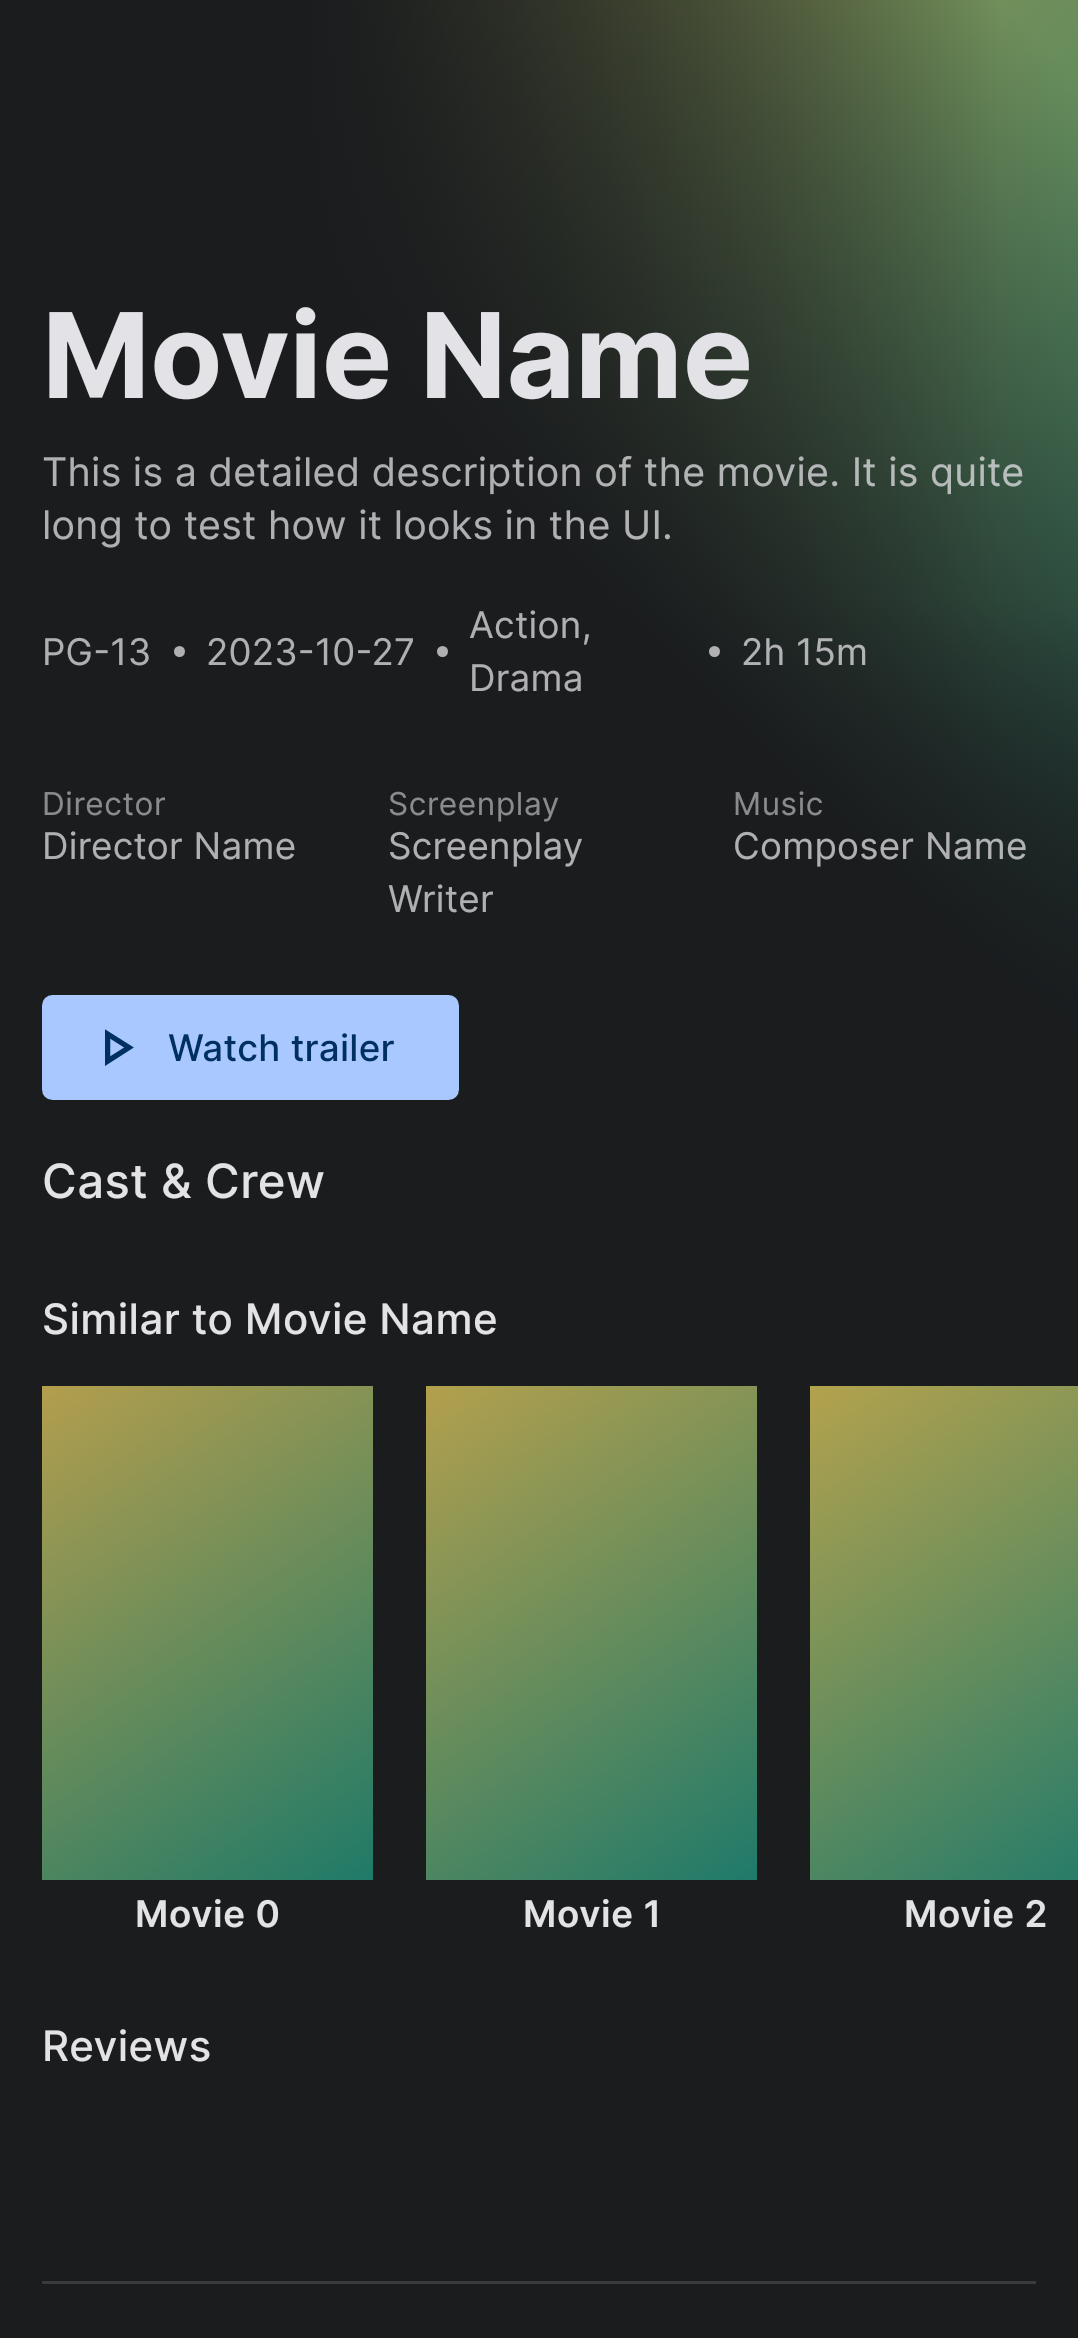 Movie Name
This is a detailed description of the movie. It is quite
long to test how it looks in the UI.
PG-13 • 2023-10-27 • Action, Drama • 2h 15m
Director
Director Name
Screenplay
Screenplay
Writer
Music
Composer Name
Watch trailer
Cast & Crew
Similar to Movie Name
Movie 0
Movie 1
Movie 2
Reviews